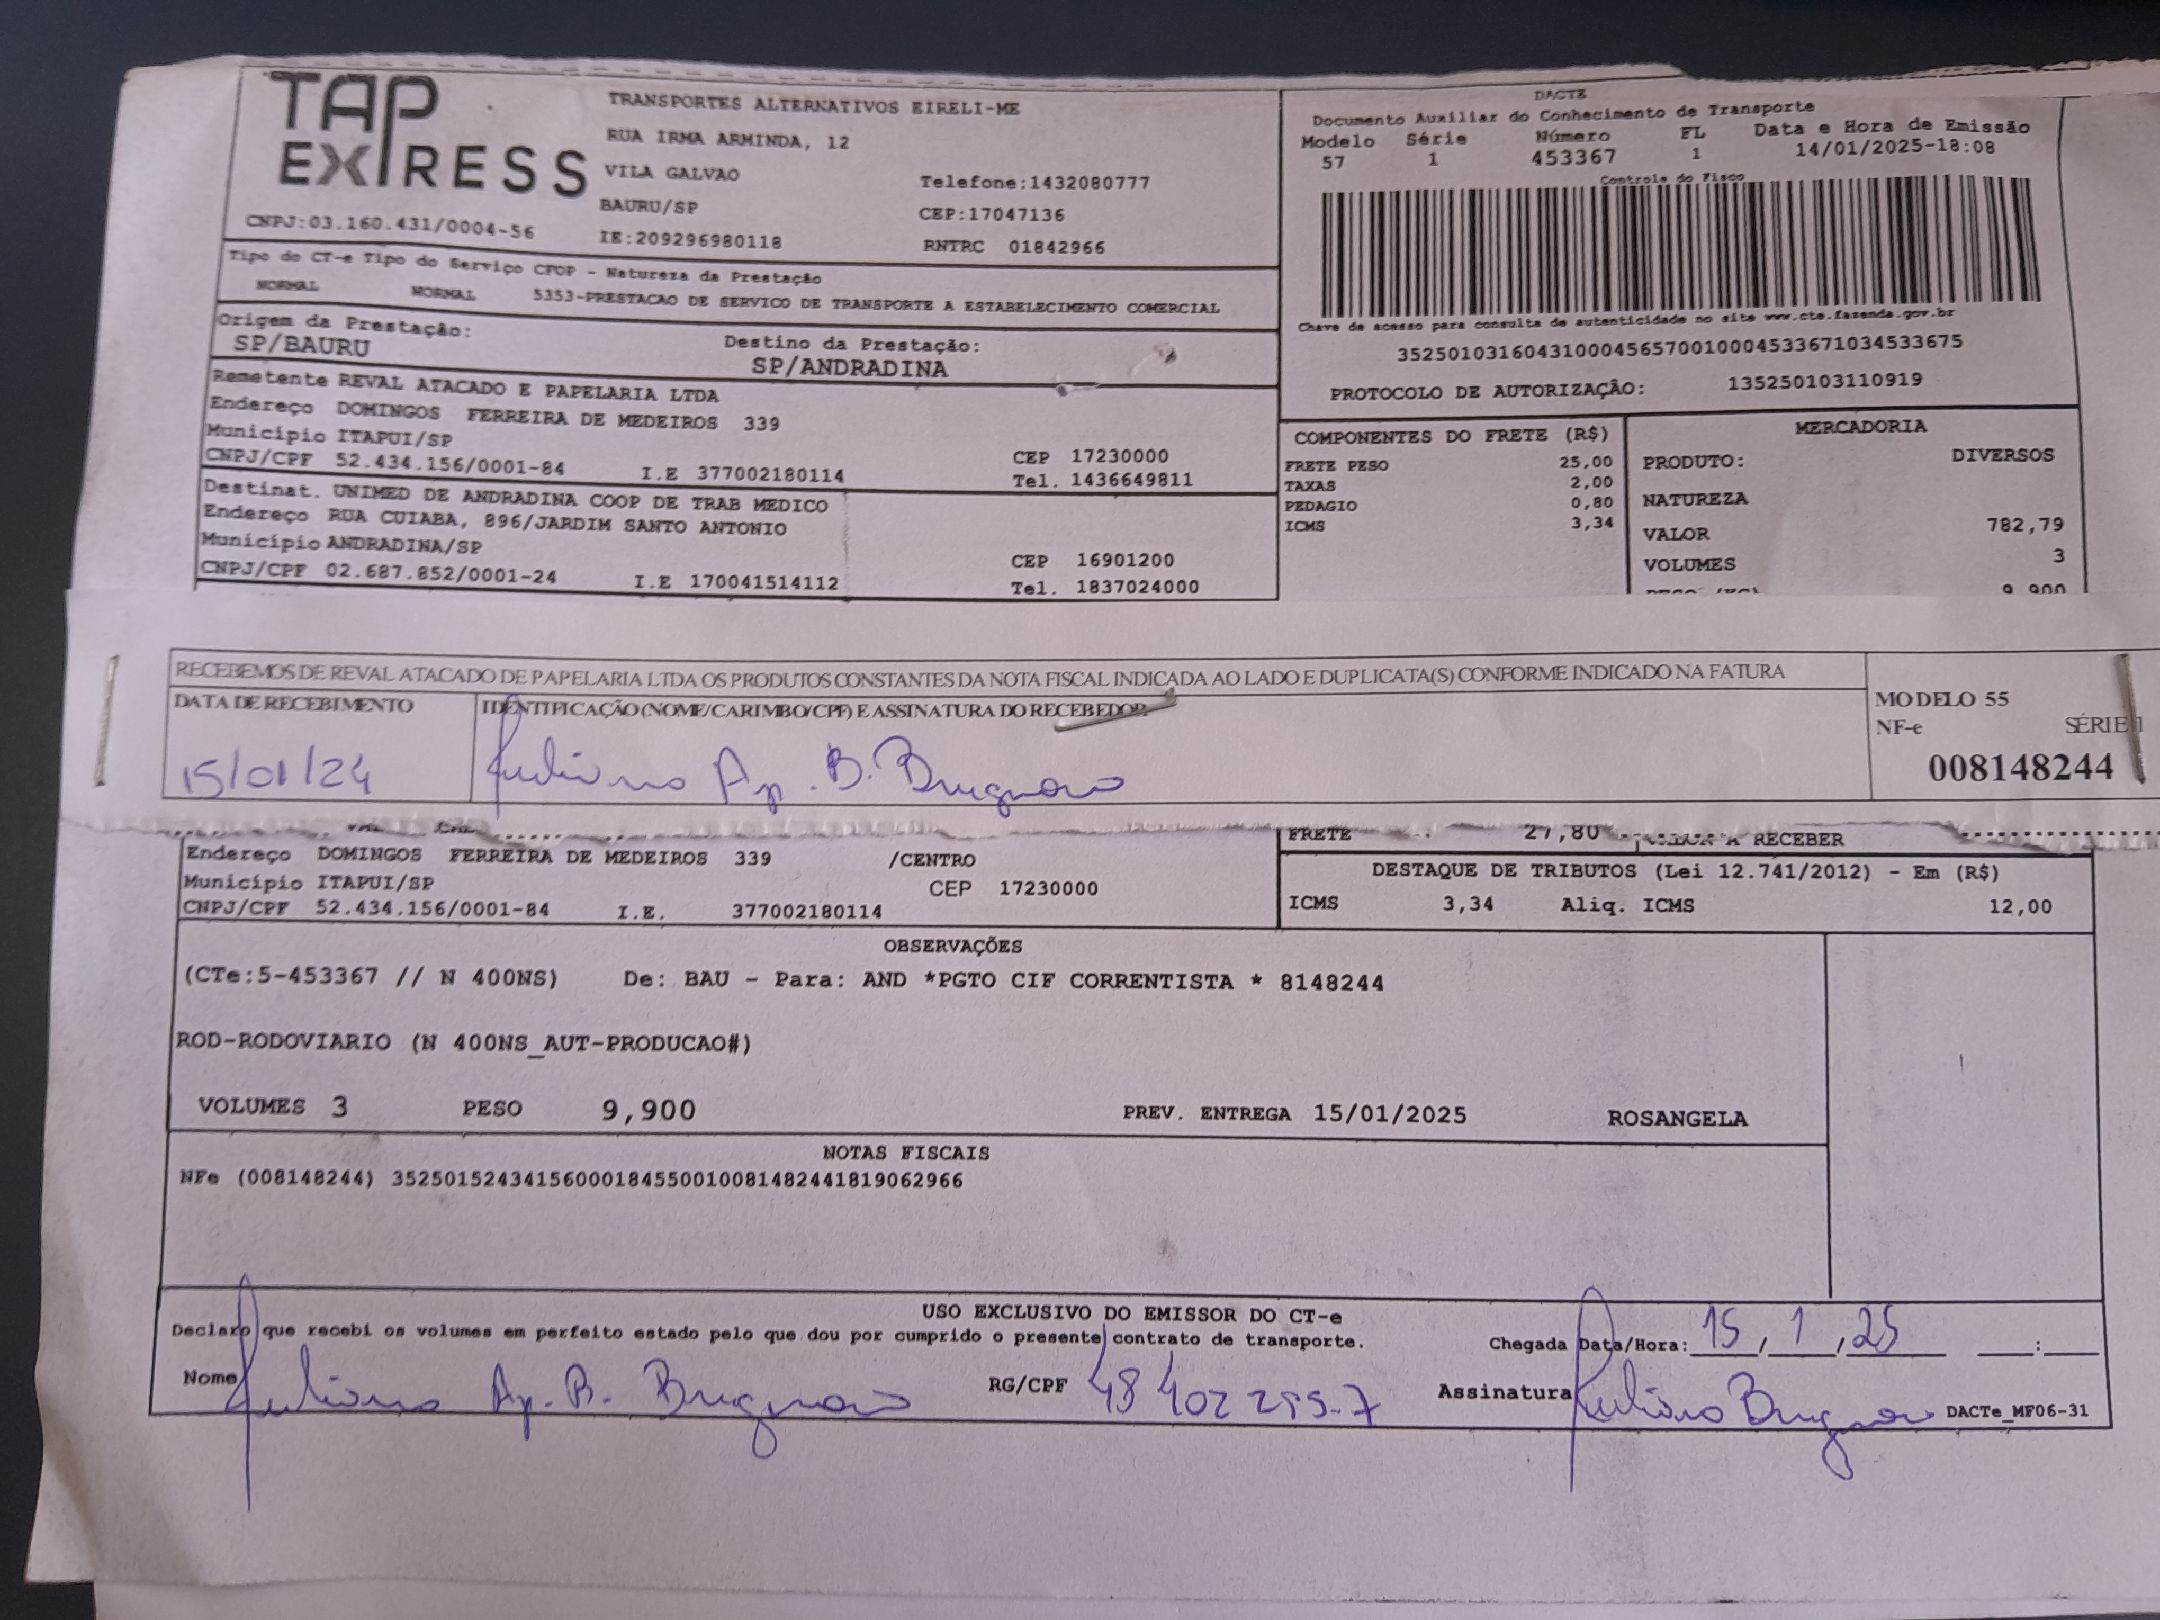 TAP EXPRESS
TRANSPORTES ALTERNATIVOS EIRELI-ME
RUA IRMA ARMINDA, 12
VILA GALVAO Telefone:1432080777
BAURU/SP CEP:17047136
CNPJ:03.160.431/0004-56 IE:209296980118 RNTRC 01842966
DACTE
Documento Auxiliar do Conhecimento de Transporte
Modelo Série Número FL Data e Hora de Emissão
57 1 453367 1 14/01/2025-18:08
Controle do Fisco
Chave de acesso para consulta de autenticidade no site www.cte.fazenda.gov.br
35250103160431000456570010004533671034533675
PROTOCOLO DE AUTORIZAÇÃO: 135250103110919
Tipo do CT-e Tipo do Serviço CFOP - Natureza da Prestação
NORMAL NORMAL 5353-PRESTACAO DE SERVICO DE TRANSPORTE A ESTABELECIMENTO COMERCIAL
Origem da Prestação: Destino da Prestação:
SP/BAURU SP/ANDRADINA
Remetente REVAL ATACADO E PAPELARIA LTDA
Endereço DOMINGOS FERREIRA DE MEDEIROS 339
Município ITAPUI/SP CEP 17230000
CNPJ/CPF 52.434.156/0001-84 I.E 377002180114 Tel. 1436649811
Destinat. UNIMED DE ANDRADINA COOP DE TRAB MEDICO
Endereço RUA CUIABA, 896/JARDIM SANTO ANTONIO
Município ANDRADINA/SP CEP 16901200
CNPJ/CPF 02.687.852/0001-24 I.E 170041514112 Tel. 1837024000
COMPONENTES DO FRETE (R$)
FRETE PESO 25,00
TAXAS 2,00
PEDAGIO 0,80
ICMS 3,34
MERCADORIA
PRODUTO: DIVERSOS
NATUREZA
VALOR 782,79
VOLUMES 3
9,900
RECEBEMOS DE REVAL ATACADO DE PAPELARIA LTDA OS PRODUTOS CONSTANTES DA NOTA FISCAL INDICADA AO LADO E DUPLICATA(S) CONFORME INDICADO NA FATURA
DATA DE RECEBIMENTO IDENTIFICAÇÃO (NOME/CARIMBO/CPF) E ASSINATURA DO RECEBEDOR
15/01/24 Ap. B.
MODELO 55
NF-e SÉRIE 1
008148244
FRETE 27,80 A RECEBER
Endereço DOMINGOS FERREIRA DE MEDEIROS 339 /CENTRO
Município ITAPUI/SP CEP 17230000
CNPJ/CPF 52.434.156/0001-84 I.E. 377002180114
DESTAQUE DE TRIBUTOS (Lei 12.741/2012) - Em (R$)
ICMS 3,34 Aliq. ICMS 12,00
OBSERVAÇÕES
(CTe:5-453367 // N 400NS) De: BAU - Para: AND *PGTO CIF CORRENTISTA * 8148244
ROD-RODOVIARIO (N 400NS_AUT-PRODUCAO#)
VOLUMES 3 PESO 9,900 PREV. ENTREGA 15/01/2025 ROSANGELA
NOTAS FISCAIS
NFe (008148244) 35250152434156000184550010081482441819062966
USO EXCLUSIVO DO EMISSOR DO CT-e
Declaro que recebi os volumes em perfeito estado pelo que dou por cumprido o presente contrato de transporte. Chegada Data/Hora: 15/1/25 __:__
Nome Ap. B. RG/CPF Assinatura DACTe_MF06-31